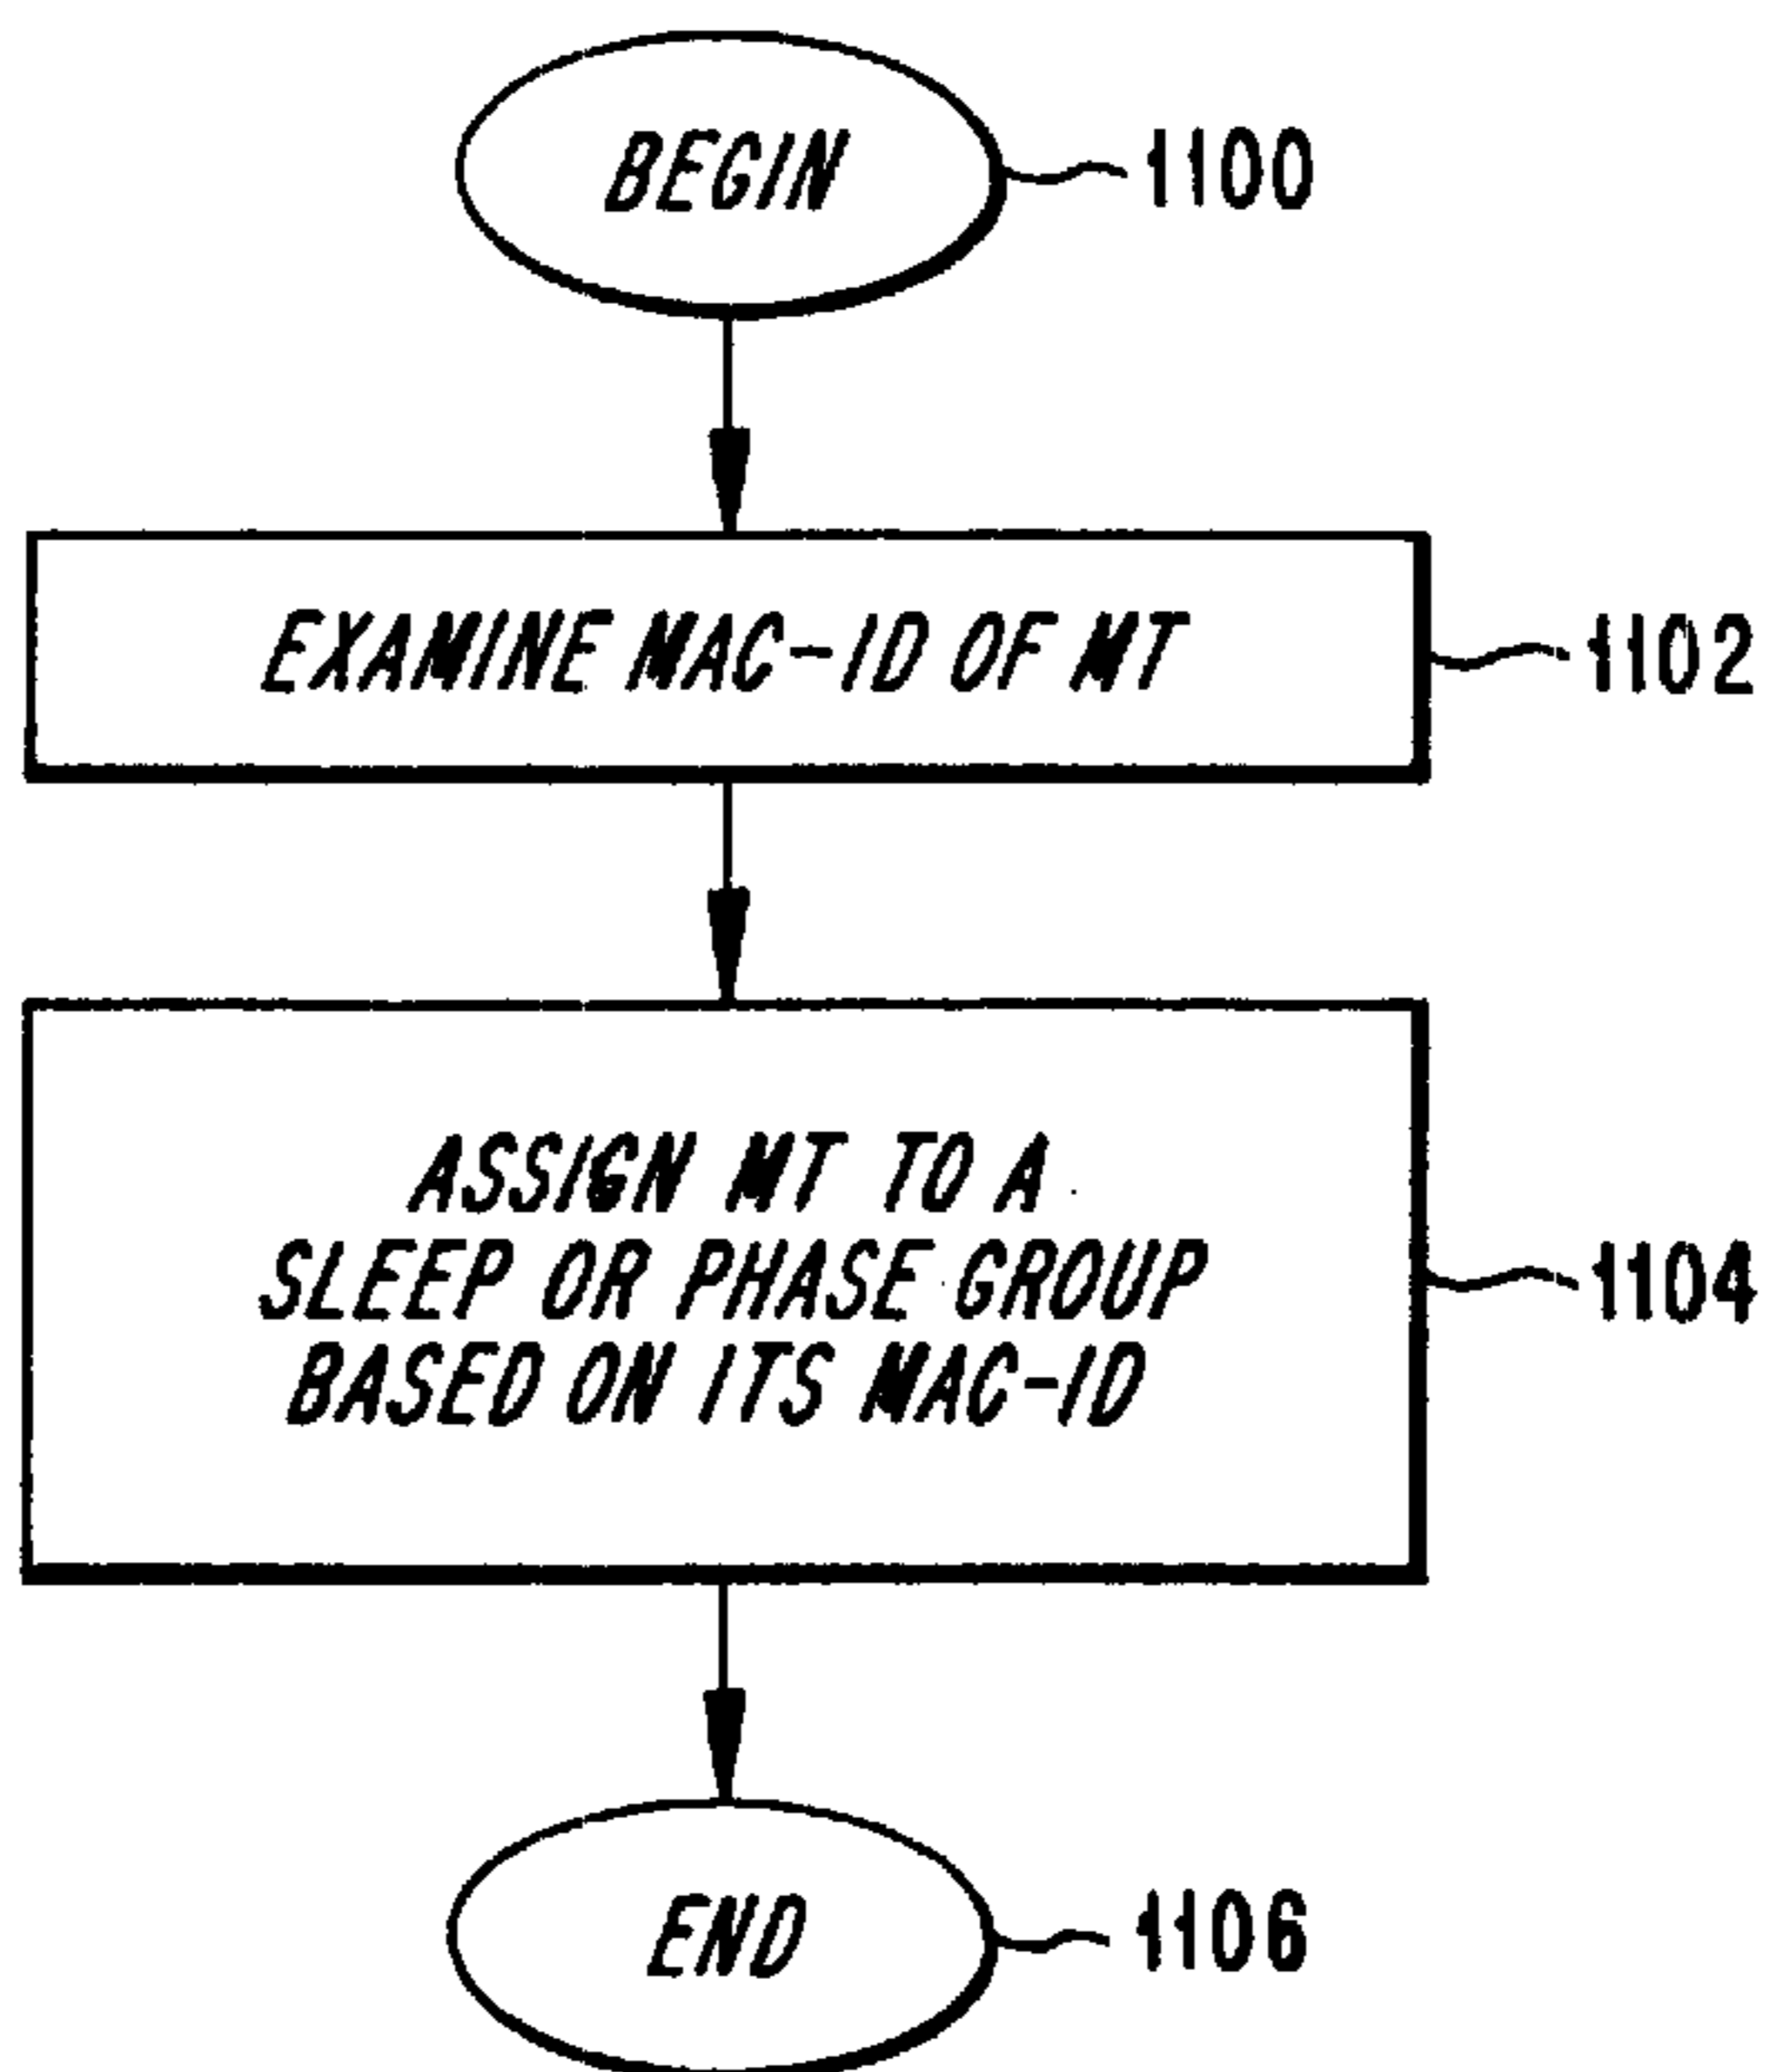 BEGIN
1100
EXAMINE MAC-ID OF MT
1102
ASSIGN MT TO A
SLEEP OR PHASE GROUP
BASED ON ITS MAC-ID
1104
END
1106